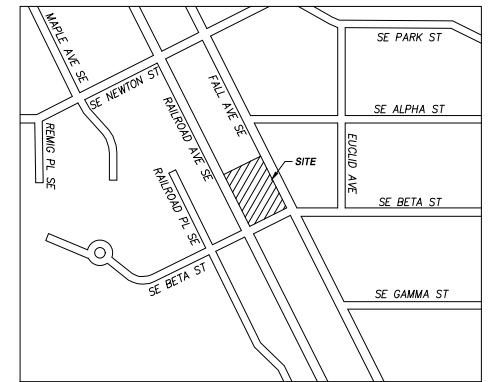 MAPLE AVE SE
SE PARK ST
SE NEWTON ST
FALL AVE SE
RAILROAD AVE SE
SE ALPHA ST
REMIG PL SE
EUCLID AVE
SITE
RAILROAD PL SE
SE BETA ST
SE BETA ST
SE GAMMA ST